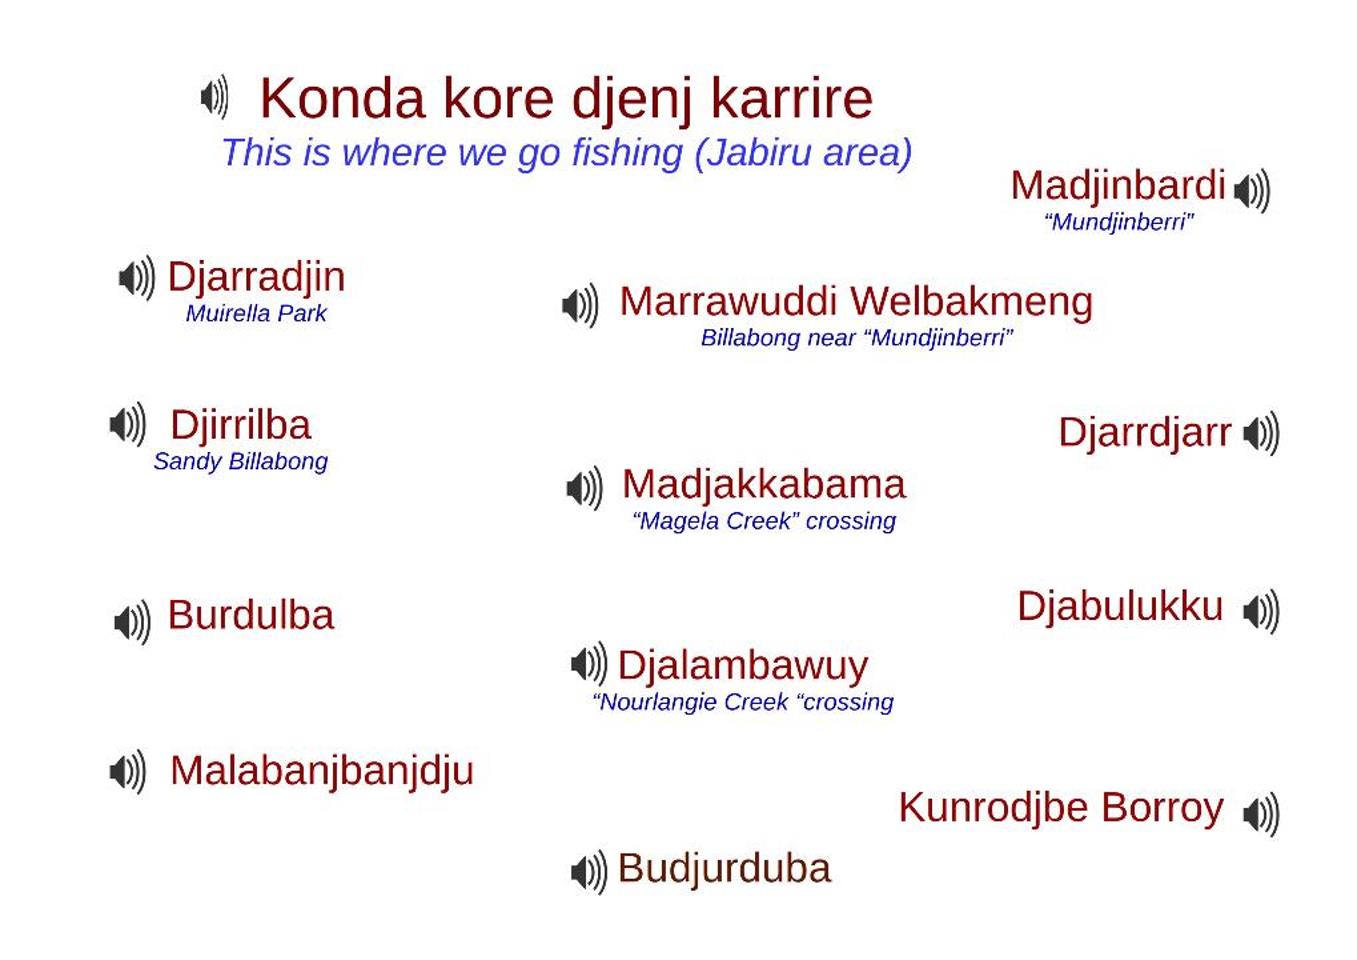 Konda kore djenj karrire
This is where we go fishing (Jabiru area)
Madjinbardi
“Mundjinberri”
Djarradjin
Muirella Park
Marrawuddi Welbakmeng
Billabong near “Mundjinberri”
Djirrilba
Sandy Billabong
Djarrdjarr
Madjakkabama
“Magela Creek” crossing
Burdulba
Djabulukku
Djalambawuy
“Nourlangie Creek “crossing
Malabanjbanjdju
Kunrodjbe Borroy
Budjurduba